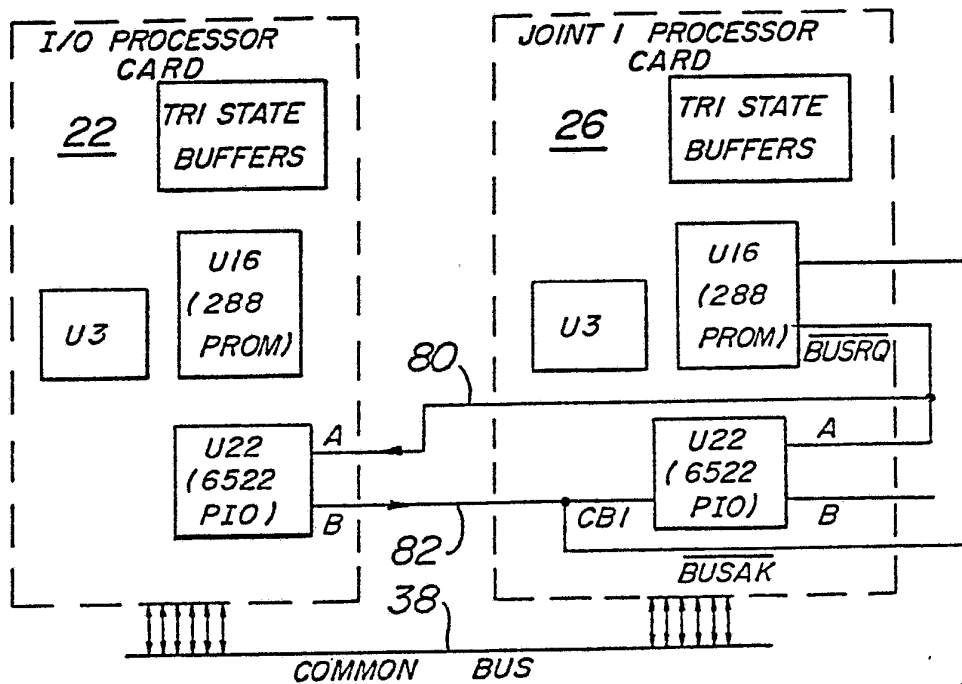 I/O PROCESSOR
CARD
22
TRI STATE
BUFFERS
U3
U16
(288
PROM)
U22
(6522
PIO)
A
B
JOINT 1 PROCESSOR
CARD
26
TRI STATE
BUFFERS
U3
U16
(288
PROM)
BUSRQ
80
U22
(6522
PIO)
A
B
CB1
82
BUSAK
38
COMMON BUS